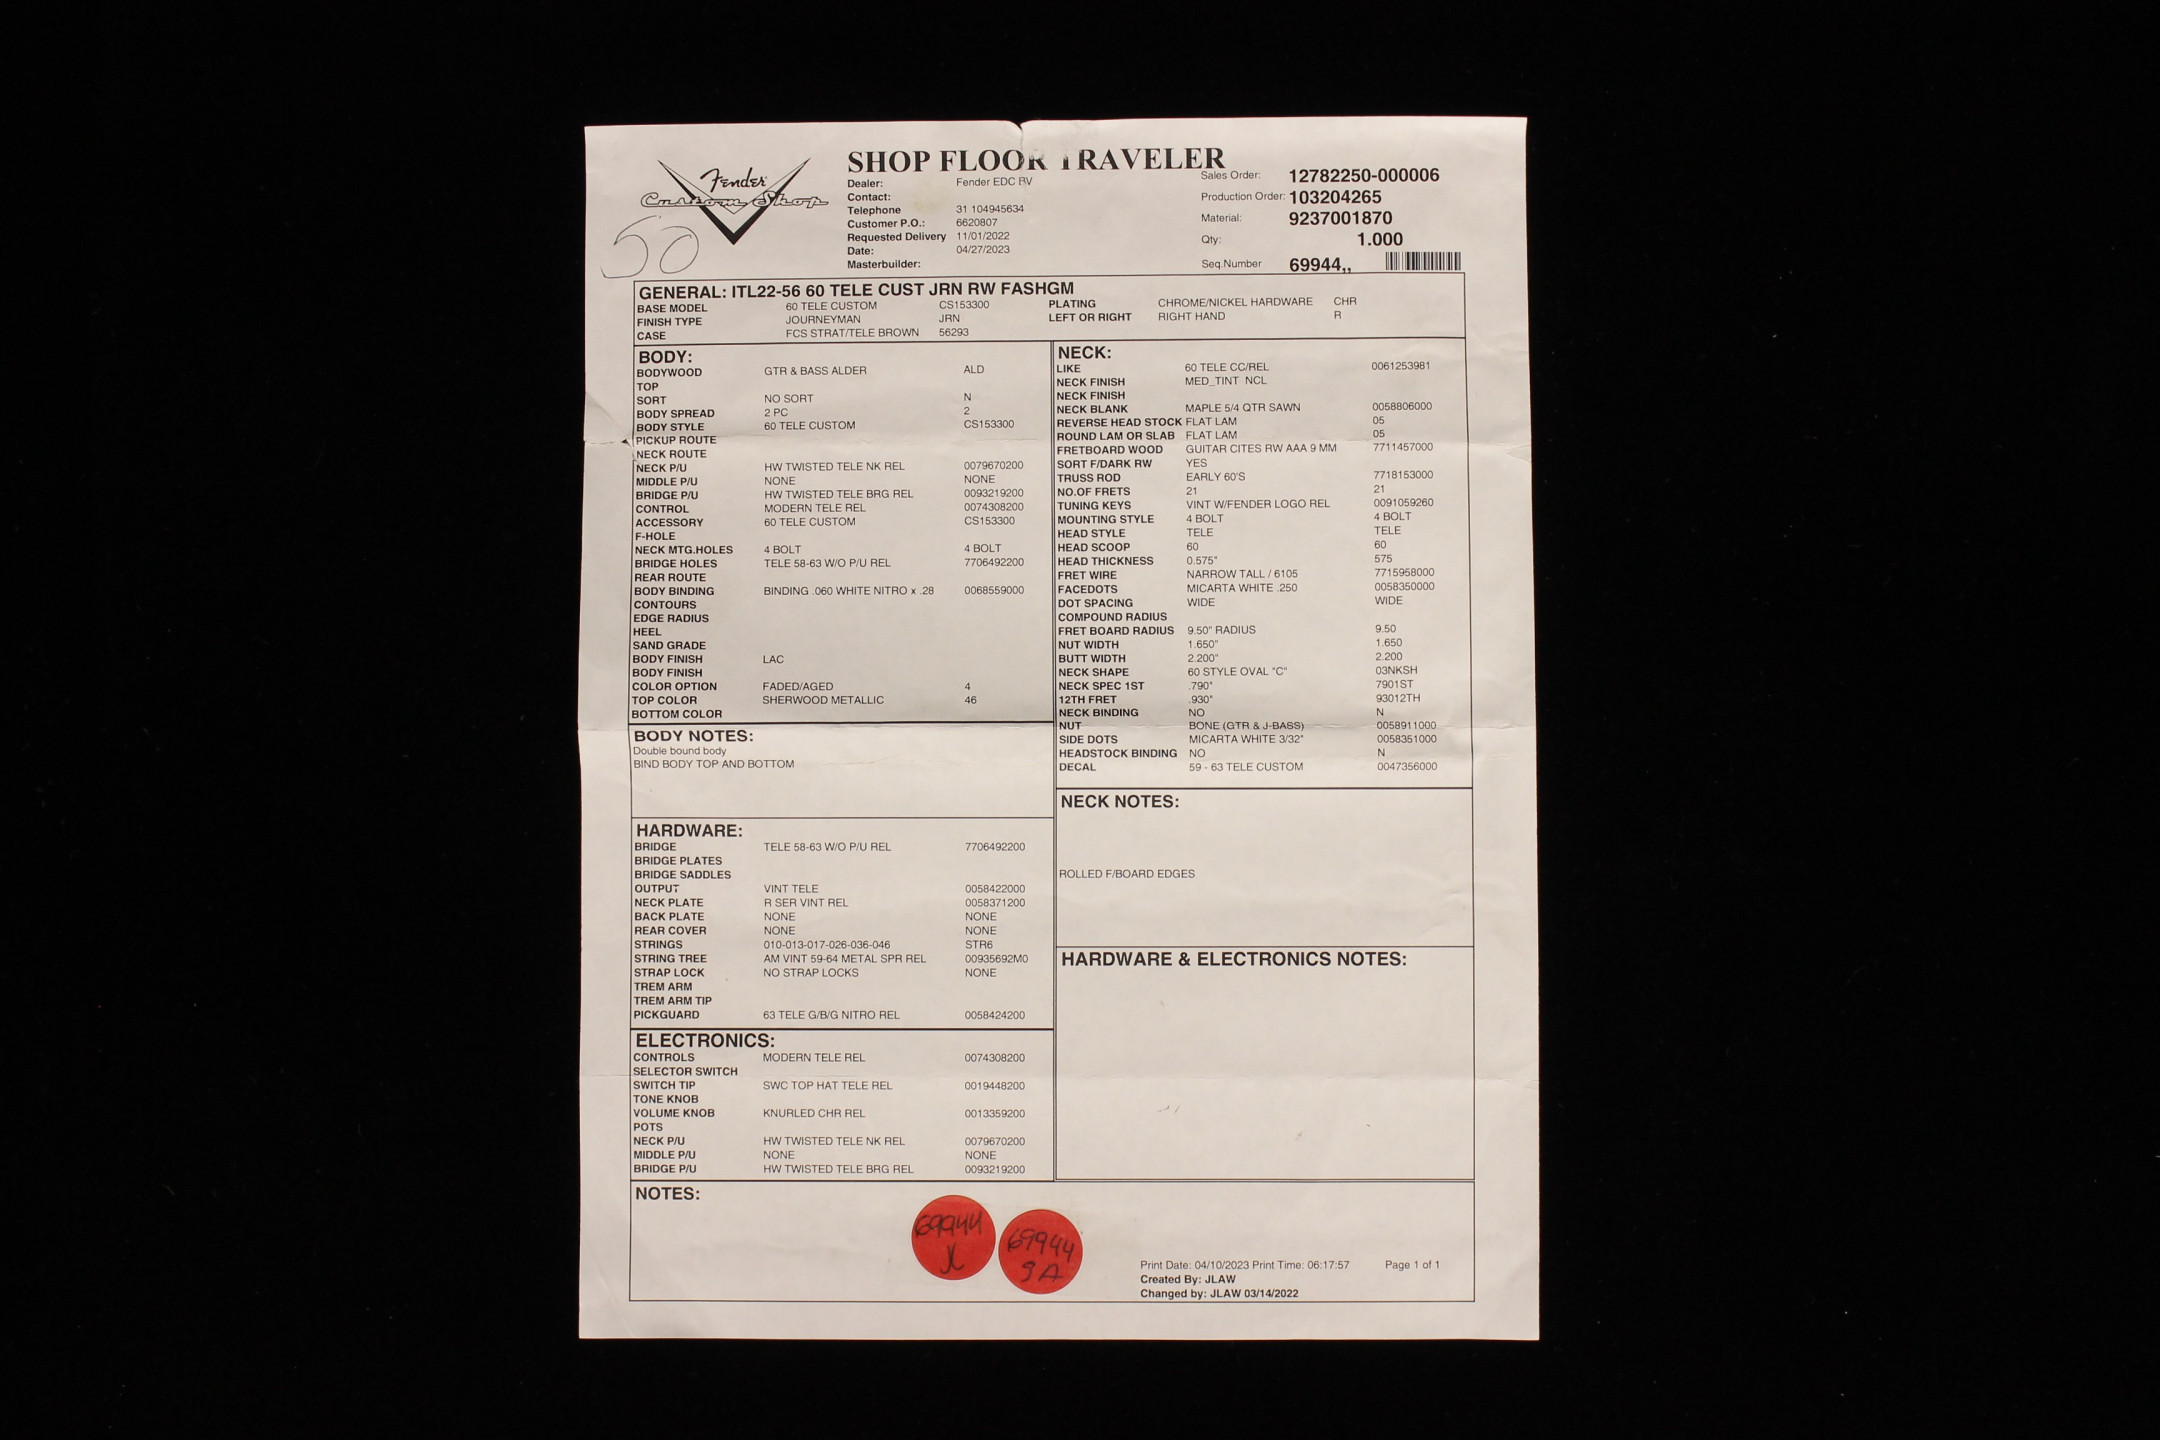 SHOP FLOOR TRAVELER
Fender
Custom Shop
50
Dealer: Fender EDC BV
Contact:
Telephone 31 104945634
Customer P.O.: 6620807
Requested Delivery 11/01/2022
Date: 04/27/2023
Masterbuilder:
Sales Order: 12782250-000006
Production Order: 103204265
Material: 9237001870
Qty: 1.000
Seq.Number 69944,,
GENERAL: ITL22-56 60 TELE CUST JRN RW FASHGM
BASE MODEL 60 TELE CUSTOM CS153300 PLATING CHROME/NICKEL HARDWARE CHR
FINISH TYPE JOURNEYMAN JRN LEFT OR RIGHT RIGHT HAND R
CASE FCS STRAT/TELE BROWN 56293
BODY:
BODYWOOD GTR & BASS ALDER ALD
TOP
SORT NO SORT N
BODY SPREAD 2 PC 2
BODY STYLE 60 TELE CUSTOM CS153300
PICKUP ROUTE
NECK ROUTE
NECK P/U HW TWISTED TELE NK REL 0079670200
MIDDLE P/U NONE NONE
BRIDGE P/U HW TWISTED TELE BRG REL 0093219200
CONTROL MODERN TELE REL 0074308200
ACCESSORY 60 TELE CUSTOM CS153300
F-HOLE
NECK MTG.HOLES 4 BOLT 4 BOLT
BRIDGE HOLES TELE 58-63 W/O P/U REL 7706492200
REAR ROUTE
BODY BINDING BINDING .060 WHITE NITRO x .28 0068559000
CONTOURS
EDGE RADIUS
HEEL
SAND GRADE
BODY FINISH LAC
BODY FINISH
COLOR OPTION FADED/AGED 4
TOP COLOR SHERWOOD METALLIC 46
BOTTOM COLOR
BODY NOTES:
Double bound body
BIND BODY TOP AND BOTTOM
HARDWARE:
BRIDGE TELE 58-63 W/O P/U REL 7706492200
BRIDGE PLATES
BRIDGE SADDLES
OUTPUT VINT TELE 0058422000
NECK PLATE R SER VINT REL 0058371200
BACK PLATE NONE NONE
REAR COVER NONE NONE
STRINGS 010-013-017-026-036-046 STR6
STRING TREE AM VINT 59-64 METAL SPR REL 00935692M0
STRAP LOCK NO STRAP LOCKS NONE
TREM ARM
TREM ARM TIP
PICKGUARD 63 TELE G/B/G NITRO REL 0058424200
ELECTRONICS:
CONTROLS MODERN TELE REL 0074308200
SELECTOR SWITCH
SWITCH TIP SWC TOP HAT TELE REL 0019448200
TONE KNOB
VOLUME KNOB KNURLED CHR REL 0013359200
POTS
NECK P/U HW TWISTED TELE NK REL 0079670200
MIDDLE P/U NONE NONE
BRIDGE P/U HW TWISTED TELE BRG REL 0093219200
NECK:
LIKE 60 TELE CC/REL 0061253981
NECK FINISH MED_TINT NCL
NECK FINISH
NECK BLANK MAPLE 5/4 QTR SAWN 0058806000
REVERSE HEAD STOCK FLAT LAM 05
ROUND LAM OR SLAB FLAT LAM 05
FRETBOARD WOOD GUITAR CITES RW AAA 9 MM 7711457000
SORT F/DARK RW YES
TRUSS ROD EARLY 60'S 7718153000
NO.OF FRETS 21 21
TUNING KEYS VINT W/FENDER LOGO REL 0091059260
MOUNTING STYLE 4 BOLT 4 BOLT
HEAD STYLE TELE TELE
HEAD SCOOP 60 60
HEAD THICKNESS 0.575" 575
FRET WIRE NARROW TALL / 6105 7715958000
FACEDOTS MICARTA WHITE .250 0058350000
DOT SPACING WIDE WIDE
COMPOUND RADIUS
FRET BOARD RADIUS 9.50" RADIUS 9.50
NUT WIDTH 1.650" 1.650
BUTT WIDTH 2.200" 2.200
NECK SHAPE 60 STYLE OVAL "C" 03NKSH
NECK SPEC 1ST .790" 7901ST
12TH FRET .930" 93012TH
NECK BINDING NO N
NUT BONE (GTR & J-BASS) 0058911000
SIDE DOTS MICARTA WHITE 3/32" 0058351000
HEADSTOCK BINDING NO N
DECAL 59 - 63 TELE CUSTOM 0047356000
NECK NOTES:
ROLLED F/BOARD EDGES
HARDWARE & ELECTRONICS NOTES:
NOTES:
69944
JL
69944
SA
Print Date: 04/10/2023 Print Time: 06:17:57 Page 1 of 1
Created By: JLAW
Changed by: JLAW 03/14/2022